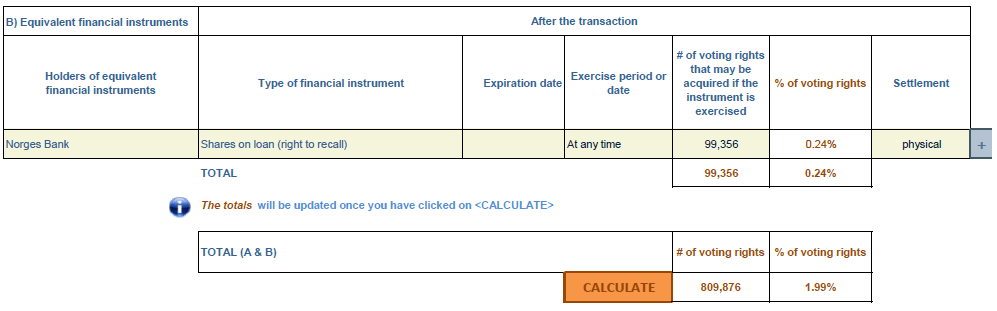 B) Equivalent financial instruments
After the transaction
Holders of equivalent
financial instruments
Type of financial instrument
Expiration date
Exercise period or
date
# of voting rights
that may be
acquired if the
instrument is
exercised
% of voting rights
Settlement
Norges Bank
Shares on loan (right to recall)
At any time
99,356
0.24%
physical
+
TOTAL
99,356
0.24%
i
The totals will be updated once you have clicked on <CALCULATE>
TOTAL (A & B)
# of voting rights
% of voting rights
CALCULATE
809,876
1.99%